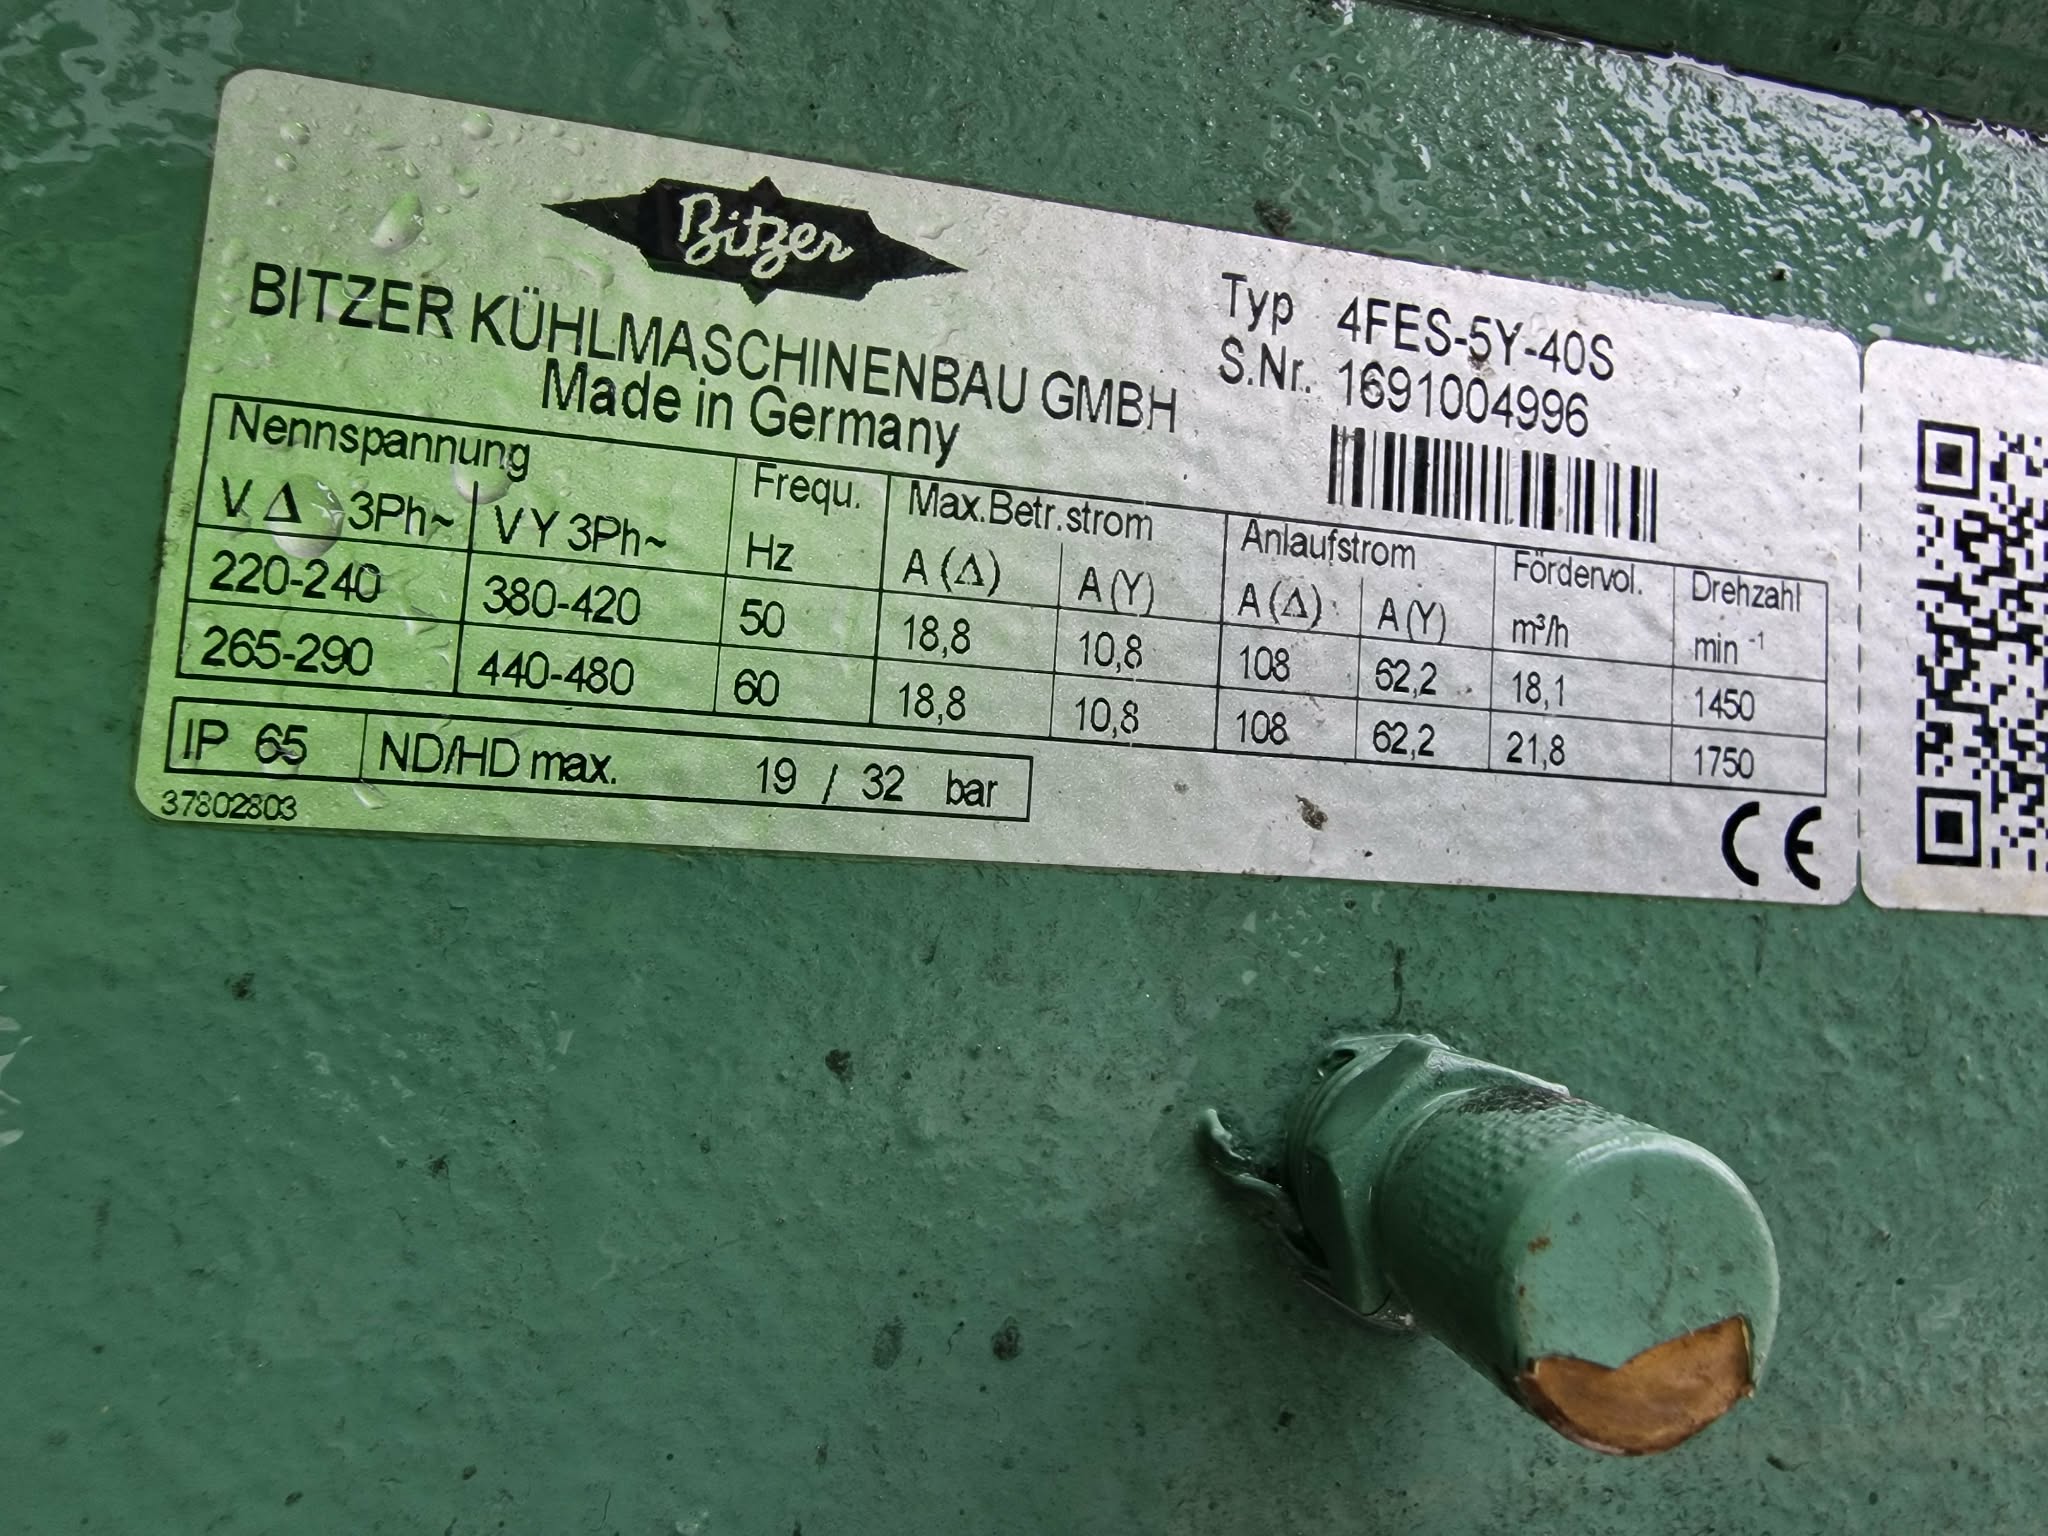 Bitzer
BITZER KÜHLMASCHINENBAU GMBH
Made in Germany
Typ 4FES-5Y-40S
S.Nr. 1691004996
Nennspannung Frequ. Max.Betr.strom Anlaufstrom Fördervol. Drehzahl
V Δ 3Ph~ V Y 3Ph~ Hz A (Δ) A (Y) A (Δ) A (Y) m³/h min -1
220-240 380-420 50 18,8 10,8 108 62,2 18,1 1450
265-290 440-480 60 18,8 10,8 108 62,2 21,8 1750
IP 65 ND/HD max. 19 / 32 bar
37802803
CE